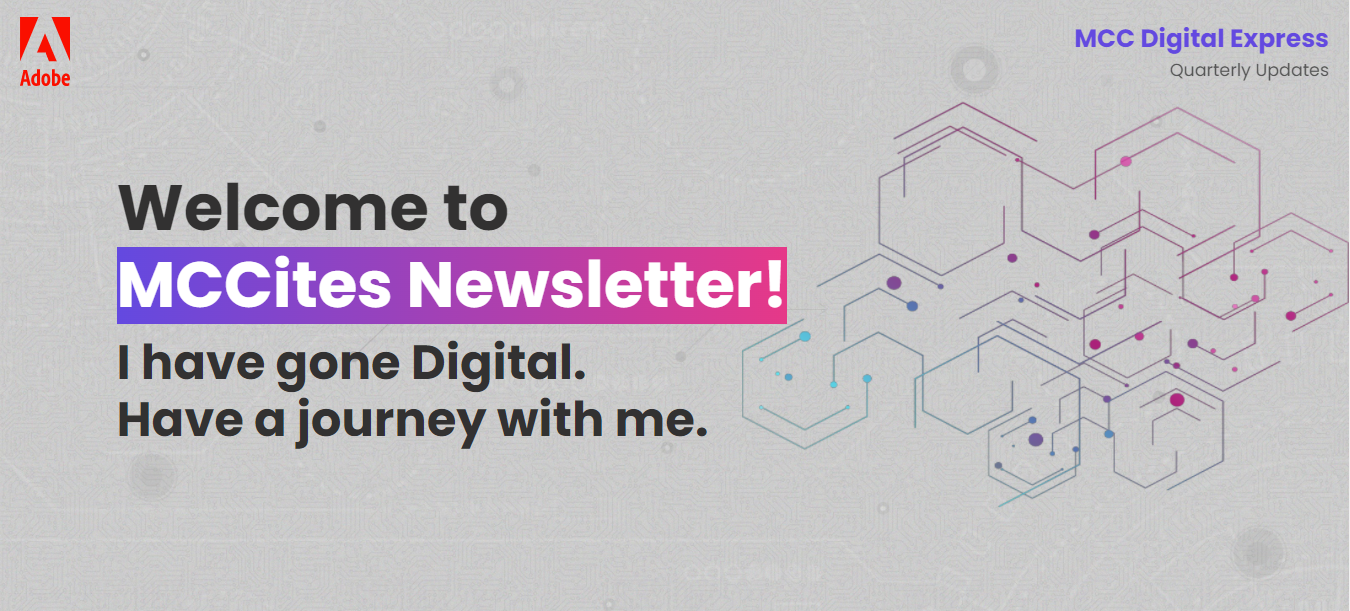 Adobe
MCC Digital Express
Quarterly Updates
Welcome to
MCCites Newsletter!
I have gone Digital.
Have a journey with me.